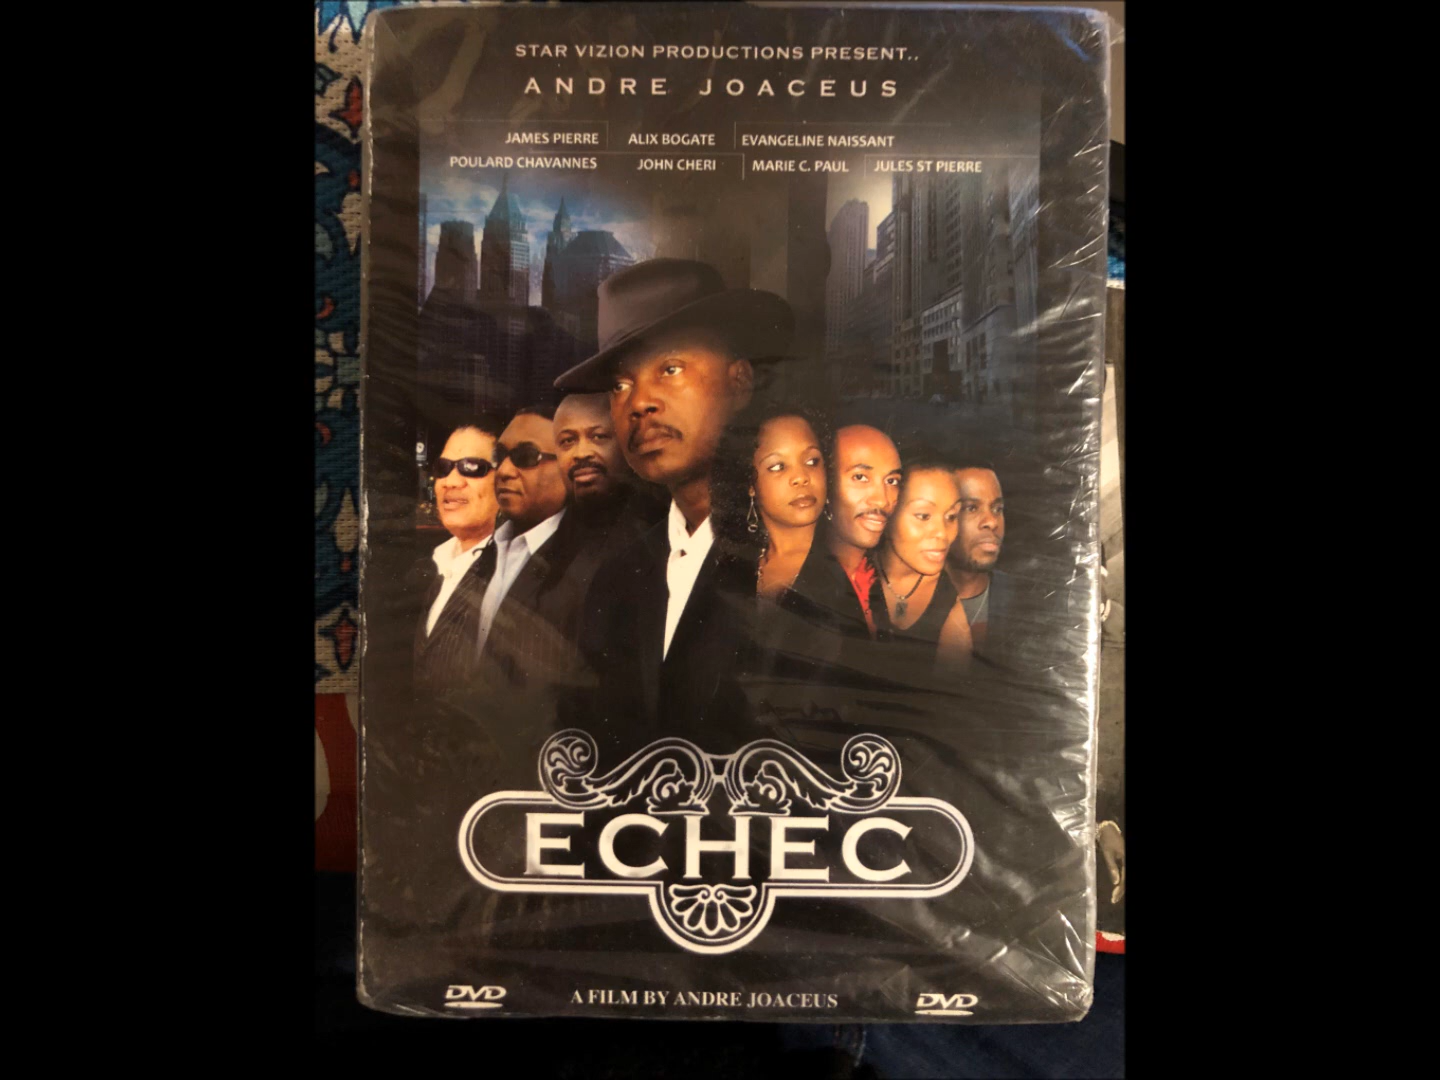 STAR VIZION PRODUCTIONS PRESENT..
ANDRE JOACEUS
JAMES PIERRE ALIX BOGATE EVANGELINE NAISSANT
POULARD CHAVANNES JOHN CHERI MARIE C. PAUL JULES ST PIERRE
ECHEC
DVD A FILM BY ANDRE JOACEUS DVD